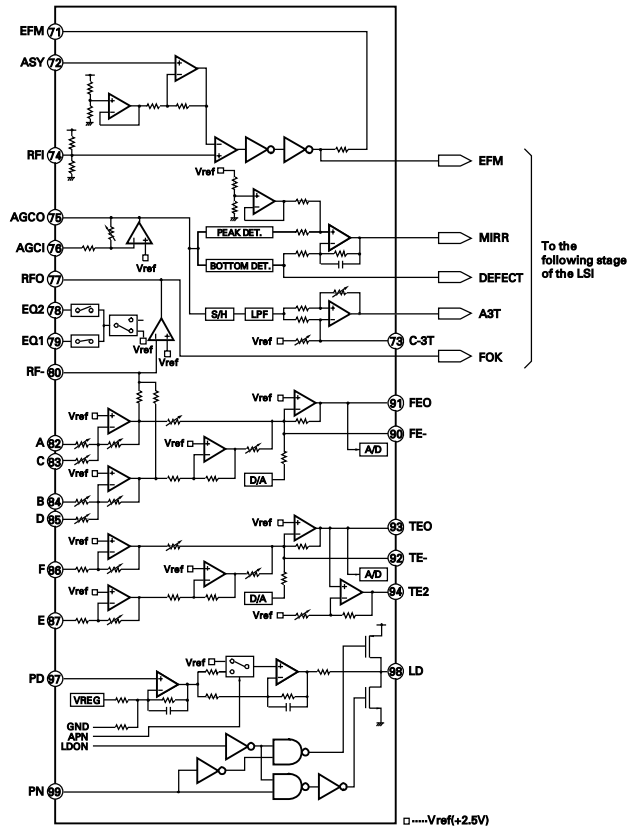 EFM 71
ASY 72
RFI 74
EFM
Vref
AGCO 75
PEAK DET.
MIRR
To the
following stage
of the LSI
AGCI 76
Vref
BOTTOM DET.
DEFECT
RFO 77
EQ2 78
S/H
LPF
A3T
EQ1 79
Vref
Vref
Vref
73 C-3T
FOK
RF- 80
Vref
91 FEO
A 82
Vref
90 FE-
C 83
A/D
Vref
D/A
B 84
D 85
Vref
93 TEO
Vref
92 TE-
F 86
Vref
A/D
Vref
D/A
94 TE2
E 87
Vref
Vref
PD 97
98 LD
VREG
GND
APN
LDON
PN 99
.....Vref(+2.5V)